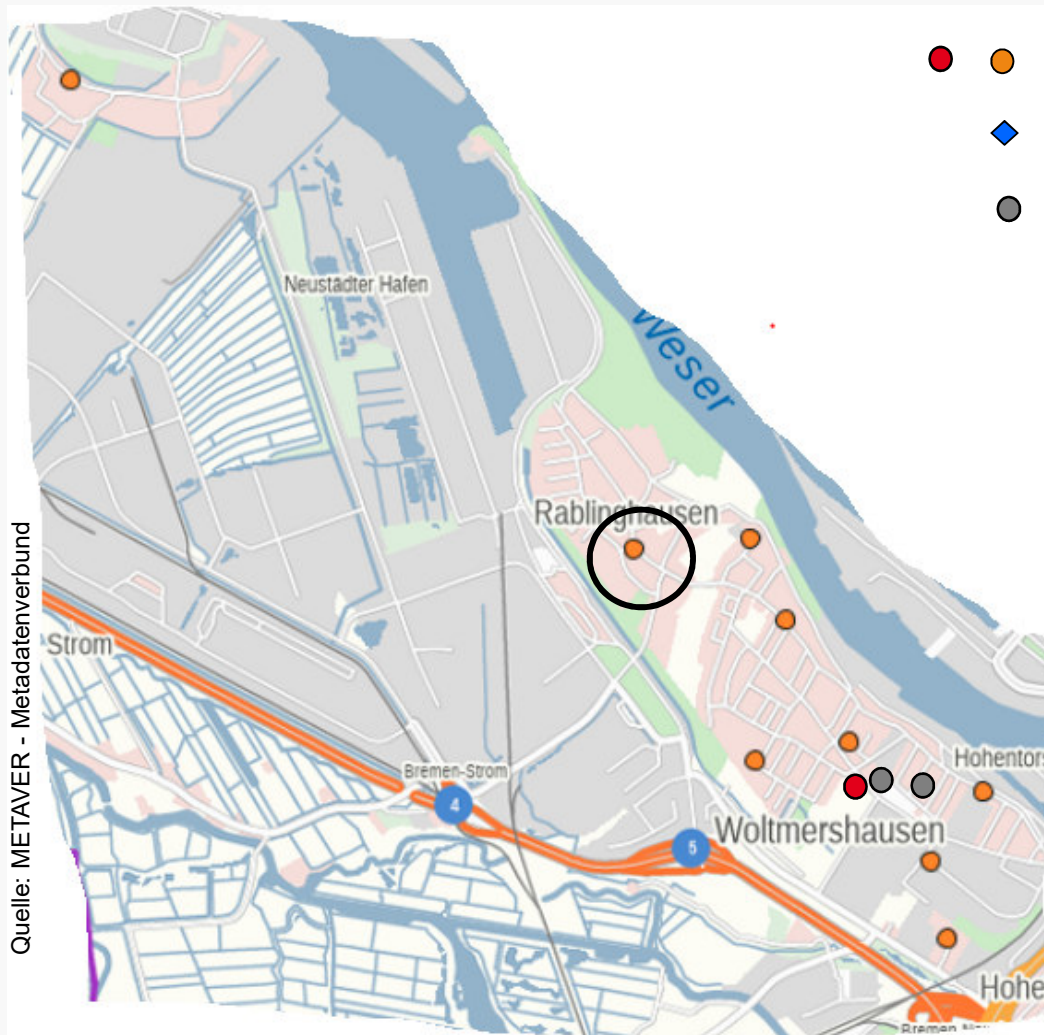 Neustädter Hafen
Weser
Rablinghausen
Strom
Bremen-Strom
4
5
Hohentors
Woltmershausen
Hohe
Quelle: METAVER - Metadatenverbund